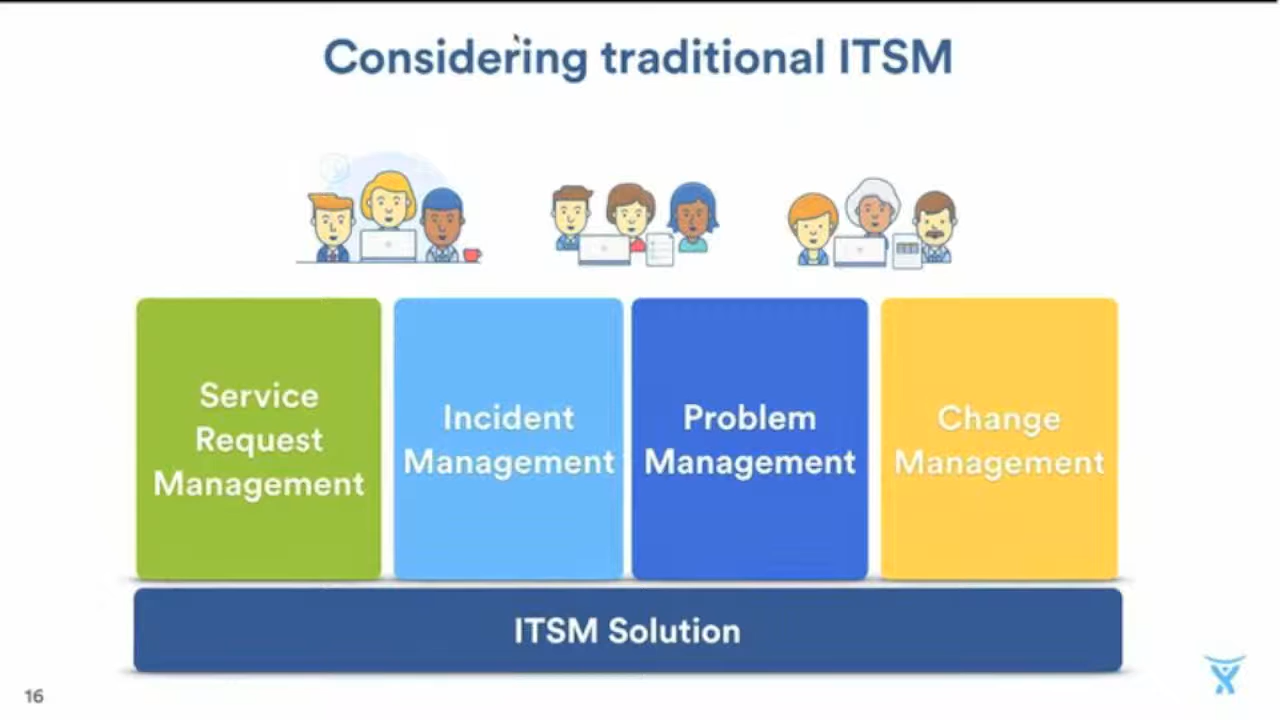 Considering traditional ITSM
Service
Request
Management
Incident
Management
Problem
Management
Change
Management
ITSM Solution
16